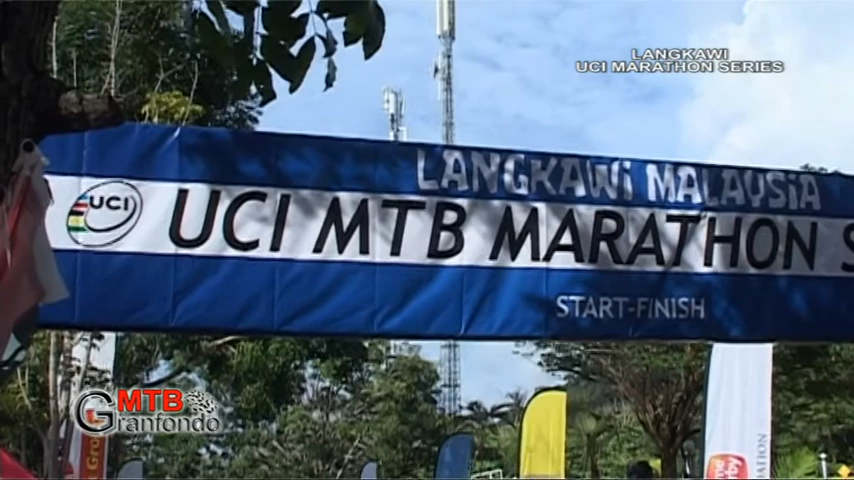 LANGKAWI
UCI MARATHON SERIES
LANGKAWI MALAYSIA
UCI
UCI MTB MARATHON S
START-FINISH
MTB
Granfondo